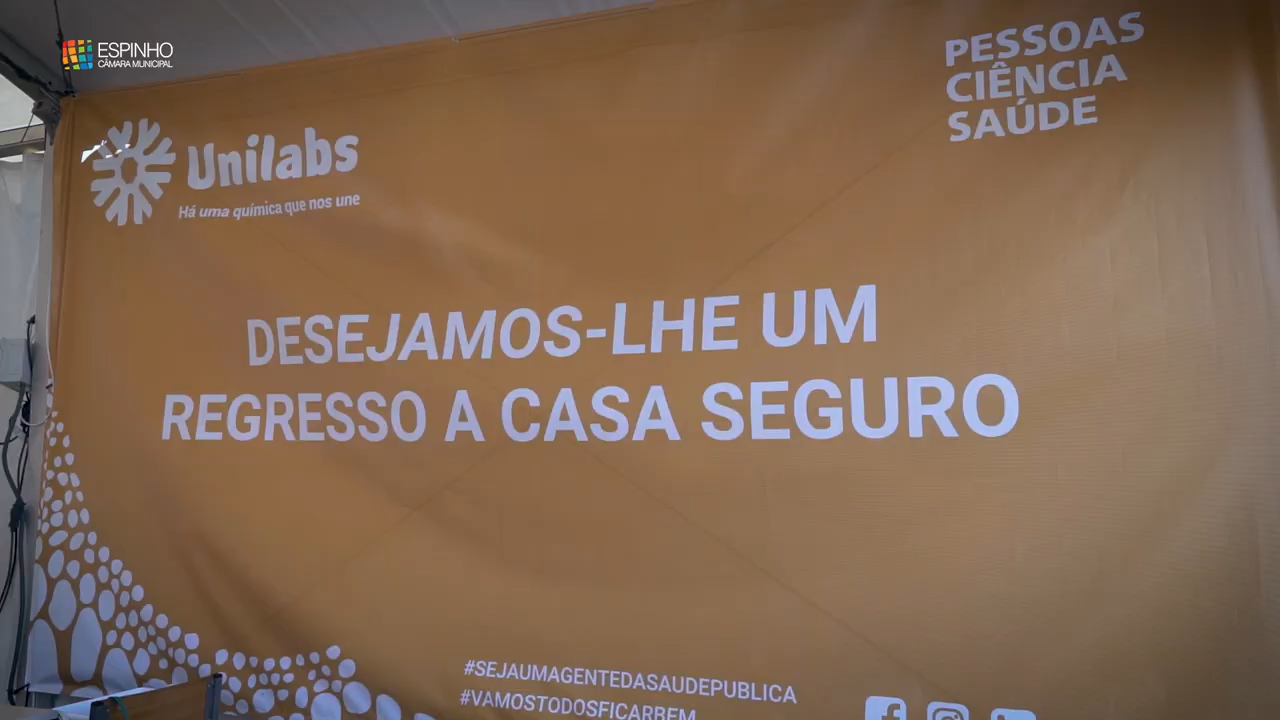 ESPINHO
CÂMARA MUNICIPAL
PESSOAS
CIÊNCIA
SAÚDE
Unilabs
Há uma química que nos une
DESEJAMOS-LHE UM
REGRESSO A CASA SEGURO
#SEJAUMAGENTEDASAUDEPUBLICA
#VAMOSTODOSFICARBEM